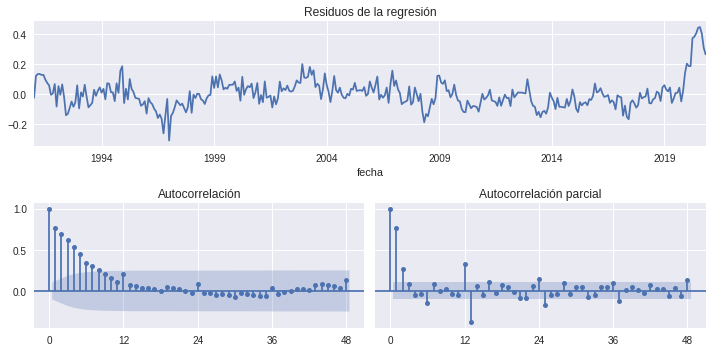 Residuos de la regresión
0.4
0.2
0.0
−0.2
1994 1999 2004 2009 2014 2019
fecha
Autocorrelación Autocorrelación parcial
1.0
0.5
0.0
0 12 24 36 48 0 12 24 36 48